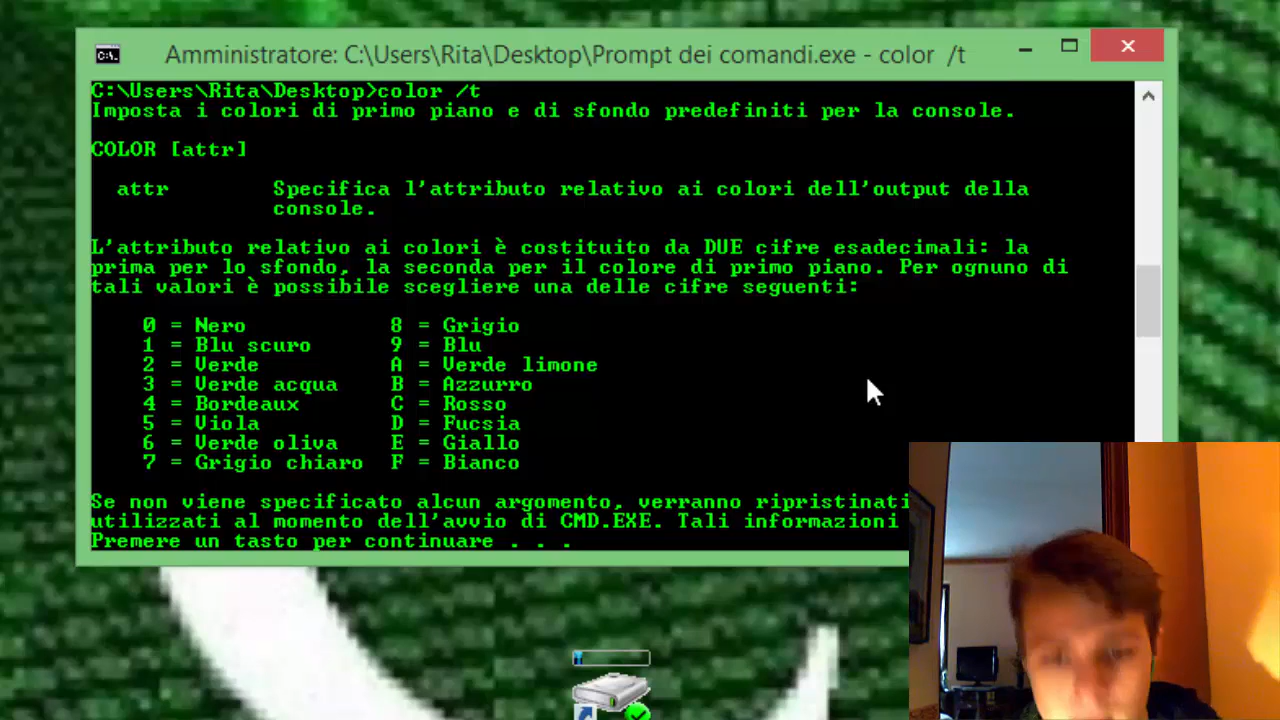 Amministratore: C:\Users\Rita\Desktop\Prompt dei comandi.exe - color /t
C:\Users\Rita\Desktop>color /t
Imposta i colori di primo piano e di sfondo predefiniti per la console.
COLOR [attr]
attr Specifica l'attributo relativo ai colori dell'output della
console.
L'attributo relativo ai colori è costituito da DUE cifre esadecimali: la
prima per lo sfondo, la seconda per il colore di primo piano. Per ognuno di
tali valori è possibile scegliere una delle cifre seguenti:
0 = Nero 8 = Grigio
1 = Blu scuro 9 = Blu
2 = Verde A = Verde limone
3 = Verde acqua B = Azzurro
4 = Bordeaux C = Rosso
5 = Viola D = Fucsia
6 = Verde oliva E = Giallo
7 = Grigio chiaro F = Bianco
Se non viene specificato alcun argomento, verranno ripristinati
utilizzati al momento dell'avvio di CMD.EXE. Tali informazioni
Premere un tasto per continuare . . .